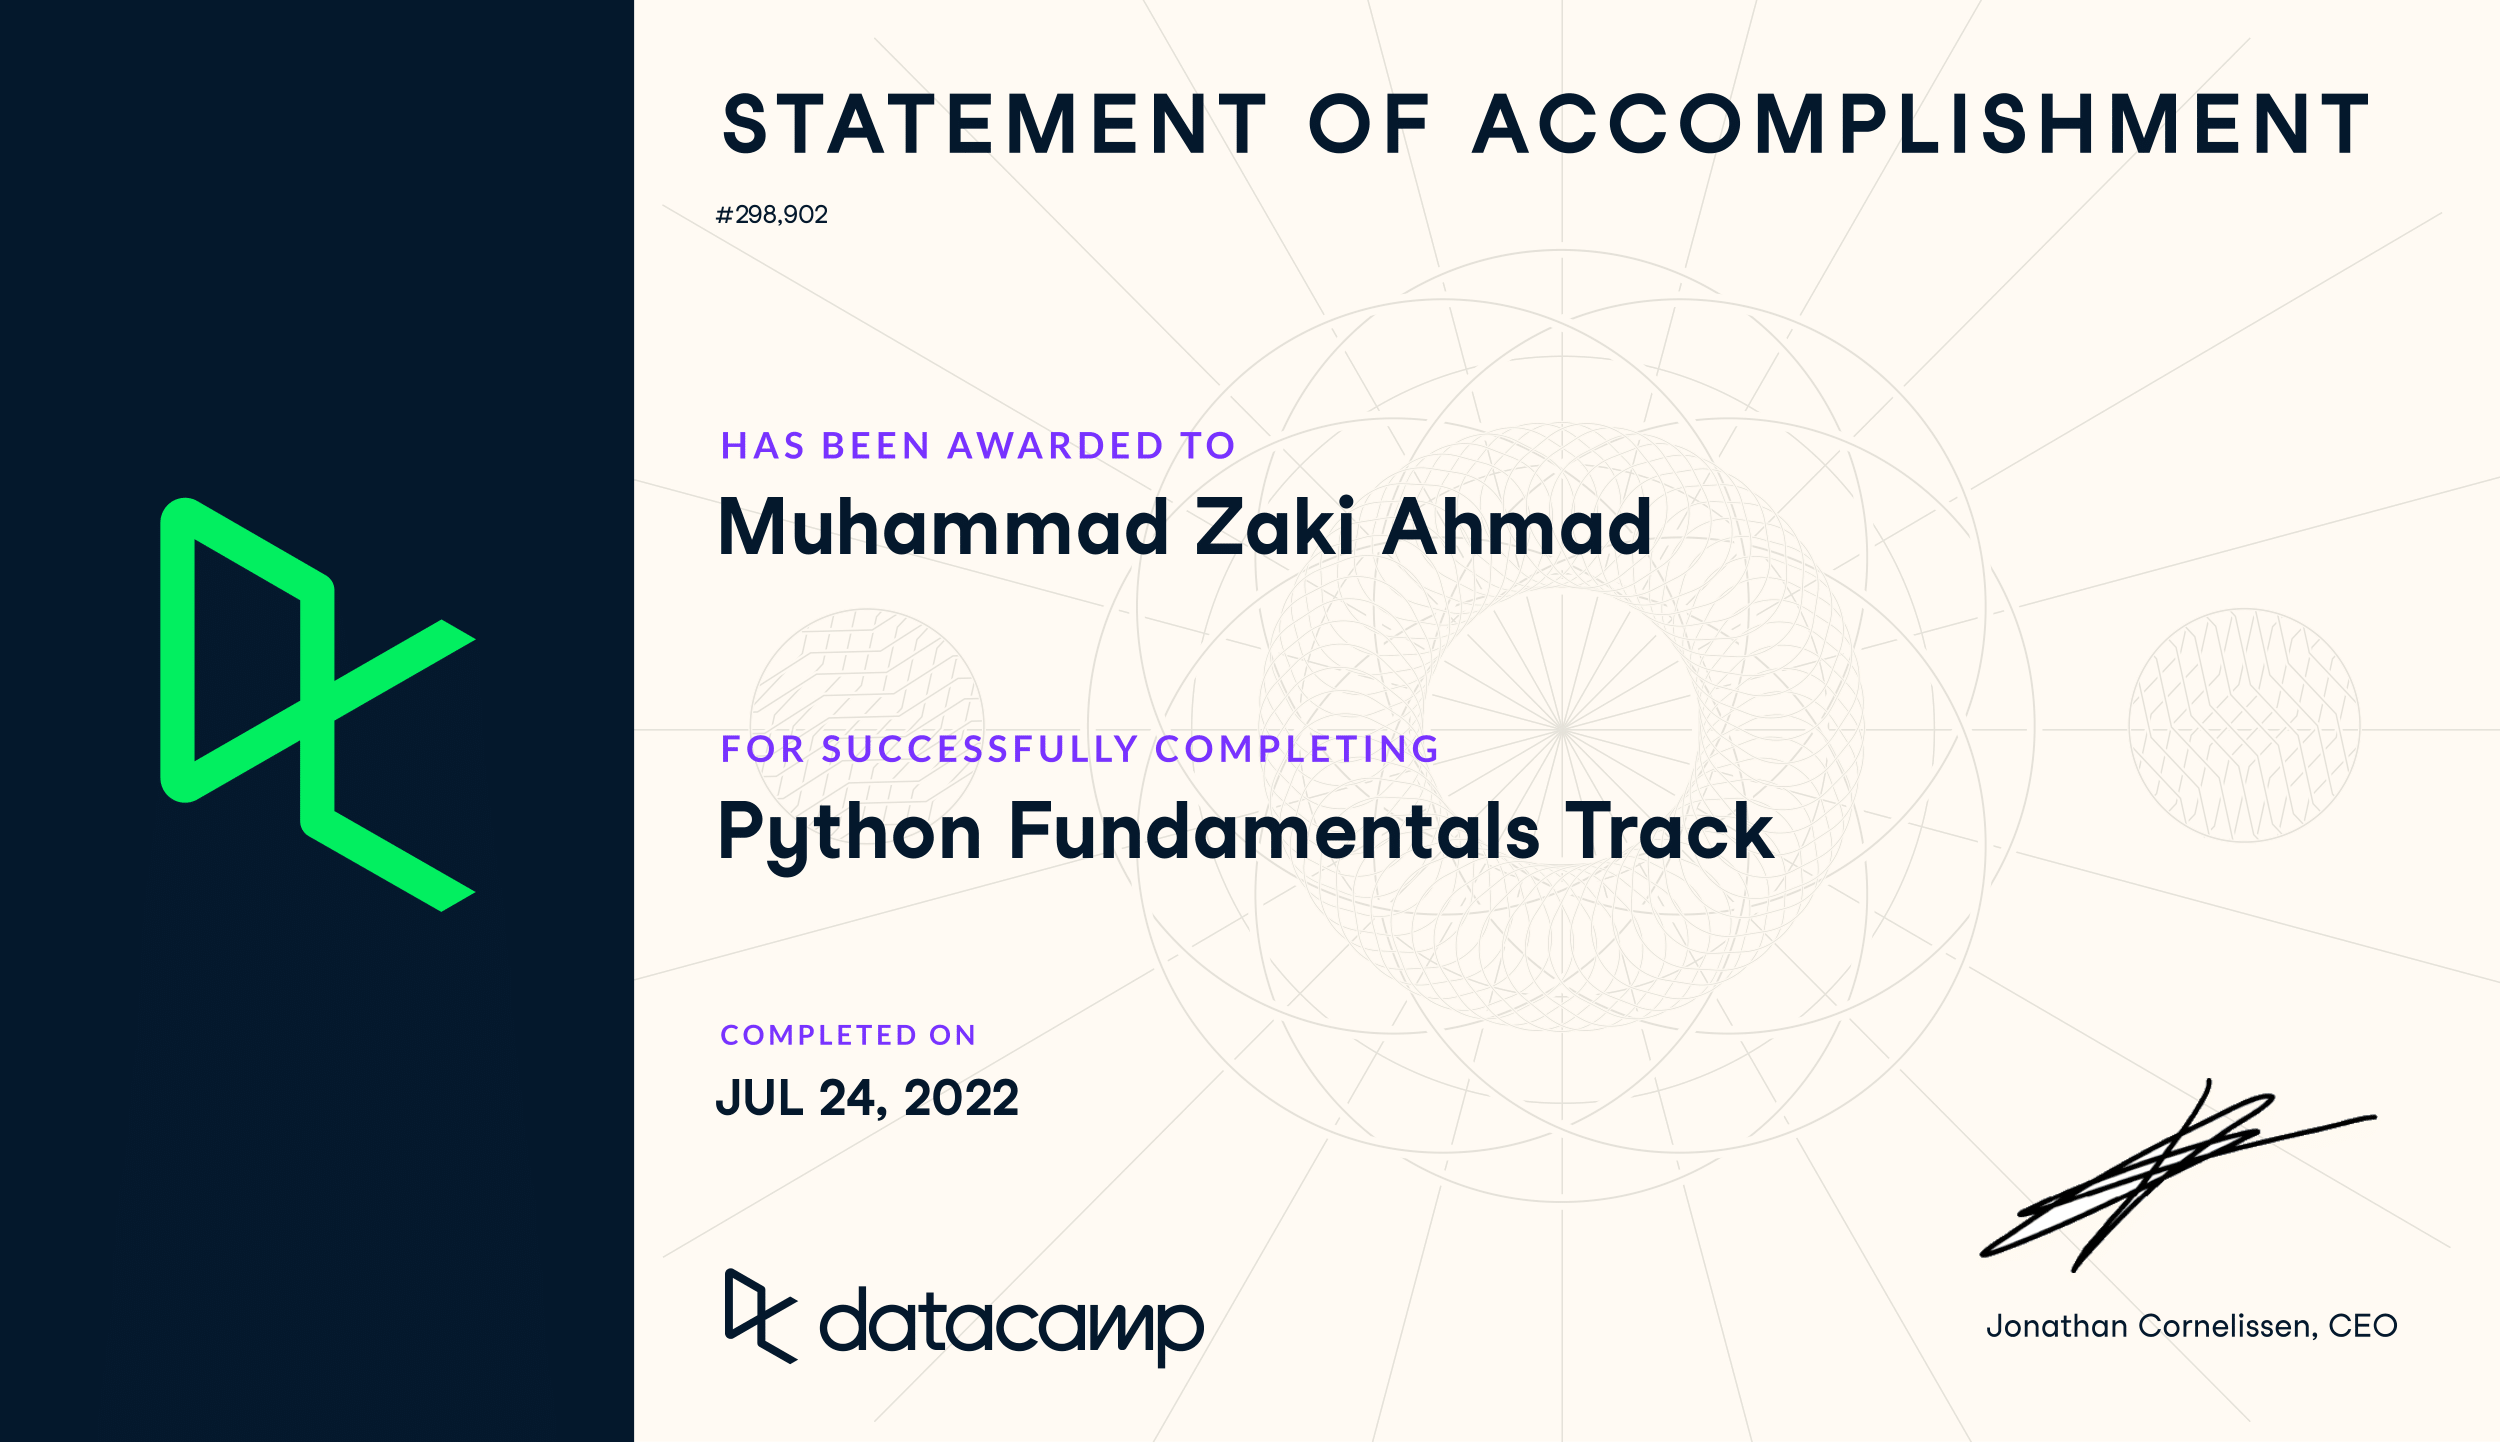 STATEMENT OF ACCOMPLISHMENT
#298,902
HAS BEEN AWARDED TO
Muhammad Zaki Ahmad
FOR SUCCESSFULLY COMPLETING
Python Fundamentals Track
COMPLETED ON
JUL 24, 2022
datacamp
Jonathan Cornelissen, CEO